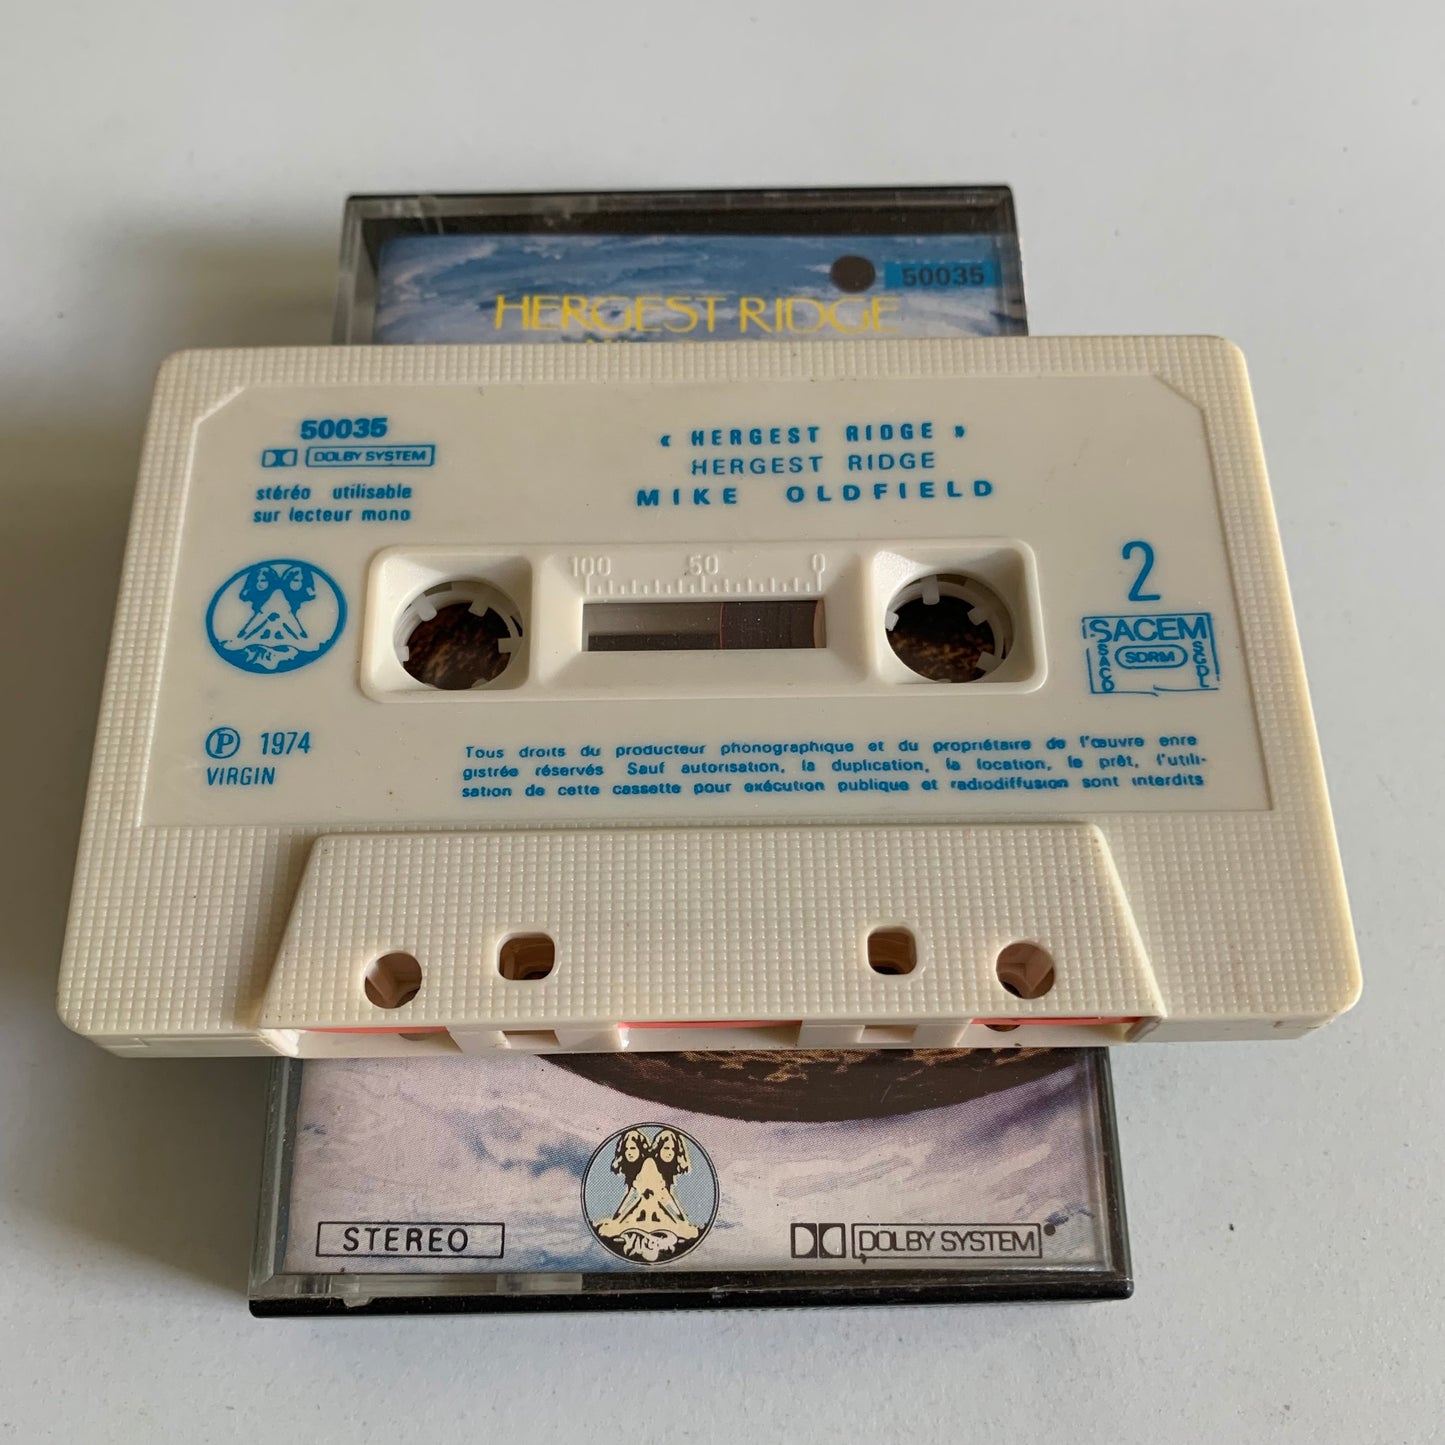 50035
HERGEST RIDGE
50035
DOLBY SYSTEM
stéréo utilisable
sur lecteur mono
« HERGEST RIDGE »
HERGEST RIDGE
MIKE OLDFIELD
100 50 0
2
SACEM
SACD
SDRM
SGDL
Ⓟ 1974
VIRGIN
Tous droits du producteur phonographique et du propriétaire de l'œuvre enre
gistrée réservés Sauf autorisation, la duplication, la location, le prêt, l'utili-
sation de cette cassette pour exécution publique et radiodiffusion sont interdits
STEREO
VIRGIN
DOLBY SYSTEM